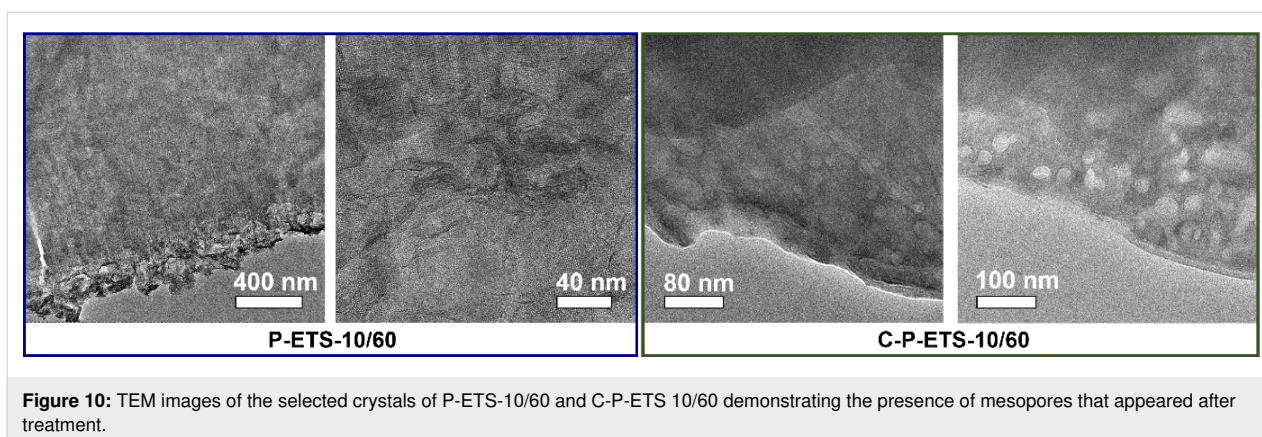 400 nm
40 nm
80 nm
100 nm
P-ETS-10/60
C-P-ETS-10/60
Figure 10: TEM images of the selected crystals of P-ETS-10/60 and C-P-ETS 10/60 demonstrating the presence of mesopores that appeared after
treatment.